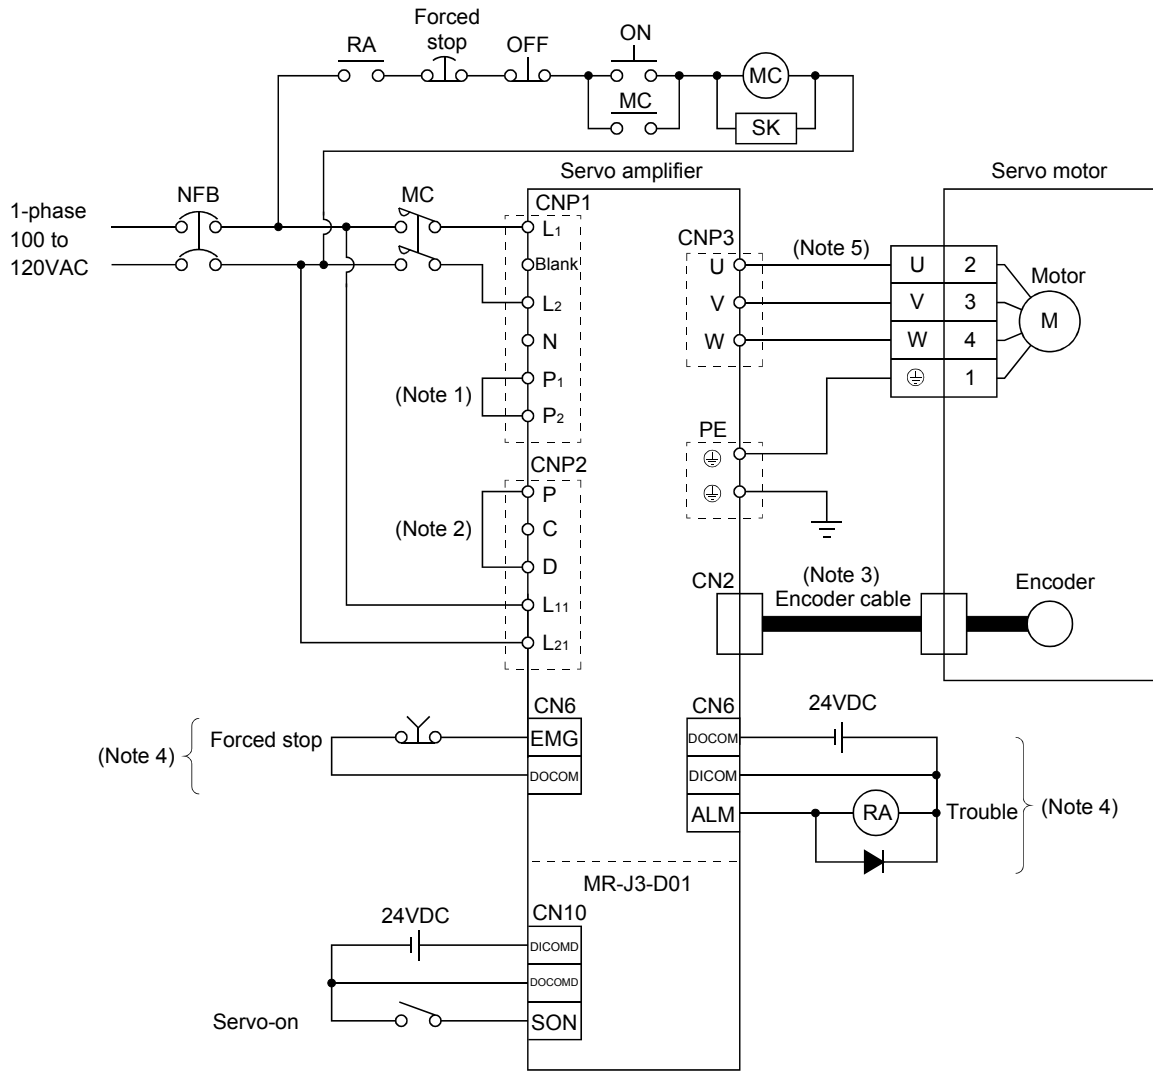 Forced
stop
RA
OFF
ON
MC
MC
SK
Servo amplifier
Servo motor
NFB
MC
1-phase
100 to
120VAC
CNP1
L1
Blank
L2
N
P1
P2
(Note 1)
CNP3
U
V
W
(Note 5)
U 2
V 3
W 4
1
Motor
M
PE
CNP2
P
C
D
L11
L21
(Note 2)
CN2
(Note 3)
Encoder cable
Encoder
CN6
EMG
DOCOM
Forced stop
(Note 4)
CN6
DOCOM
DICOM
ALM
24VDC
RA
Trouble
(Note 4)
MR-J3-D01
CN10
DICOMD
DOCOMD
SON
24VDC
Servo-on